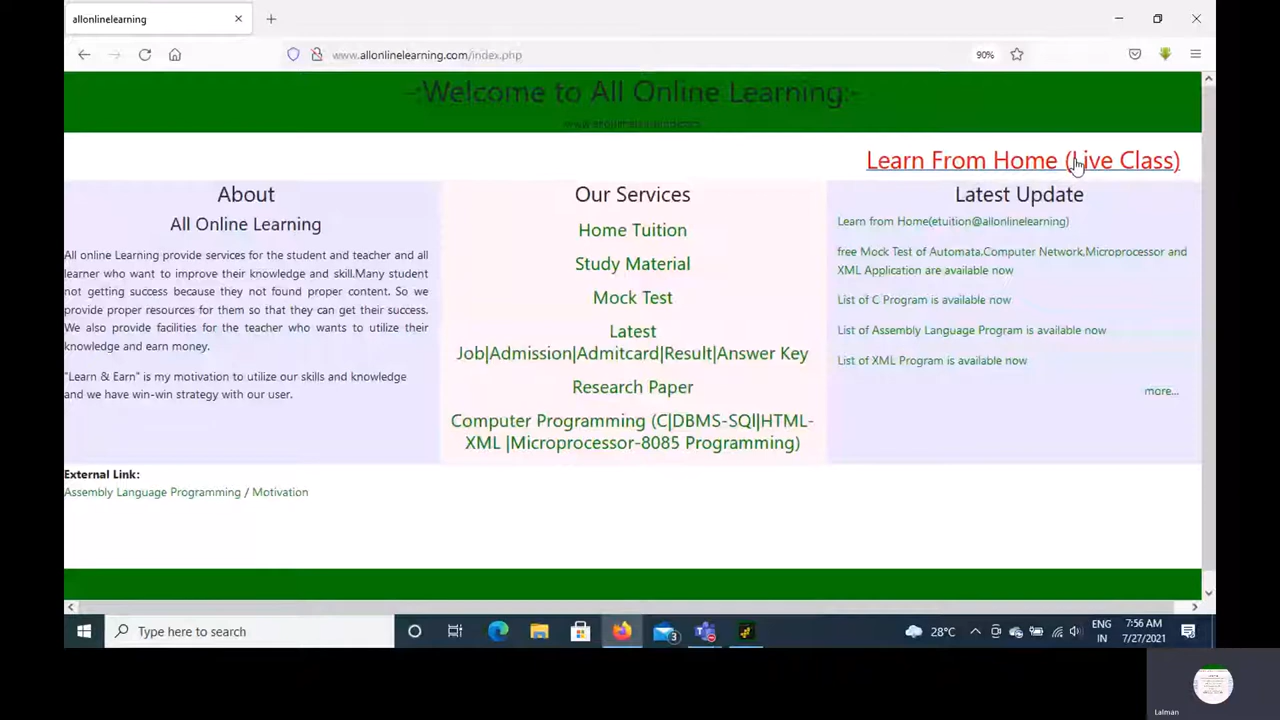 allonlinelearning
www.allonlinelearning.com/index.php
90%
-:Welcome to All Online Learning:-
Learn From Home (Live Class)
About
All Online Learning
All online Learning provide services for the student and teacher and all
learner who want to improve their knowledge and skill.Many student
not getting success because they not found proper content. So we
provide proper resources for them so that they can get their success.
We also provide facilities for the teacher who wants to utilize their
knowledge and earn money.
"Learn & Earn" is my motivation to utilize our skills and knowledge
and we have win-win strategy with our user.
Our Services
Home Tuition
Study Material
Mock Test
Latest
Job|Admission|Admitcard|Result|Answer Key
Research Paper
Computer Programming (C|DBMS-SQl|HTML-
XML |Microprocessor-8085 Programming)
Latest Update
Learn from Home(etuition@allonlinelearning)
free Mock Test of Automata,Computer Network,Microprocessor and
XML Application are available now
List of C Program is available now
List of Assembly Language Program is available now
List of XML Program is available now
more...
External Link:
Assembly Language Programming / Motivation
Type here to search
3
28°C
ENG
IN
7:56 AM
7/27/2021
Lalman